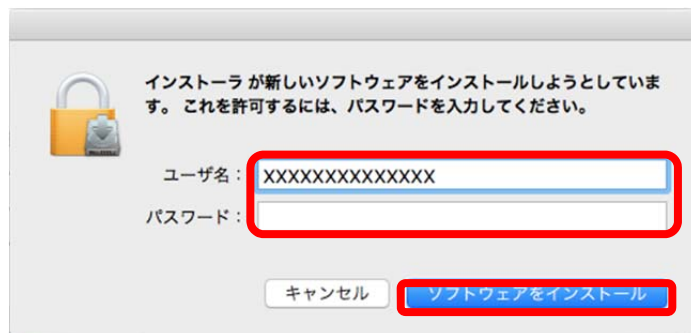 インストーラ が新しいソフトウェアをインストールしようとしていま
す。 これを許可するには、パスワードを入力してください。
ユーザ名： XXXXXXXXXXXXXX
パスワード：
キャンセル ソフトウェアをインストール